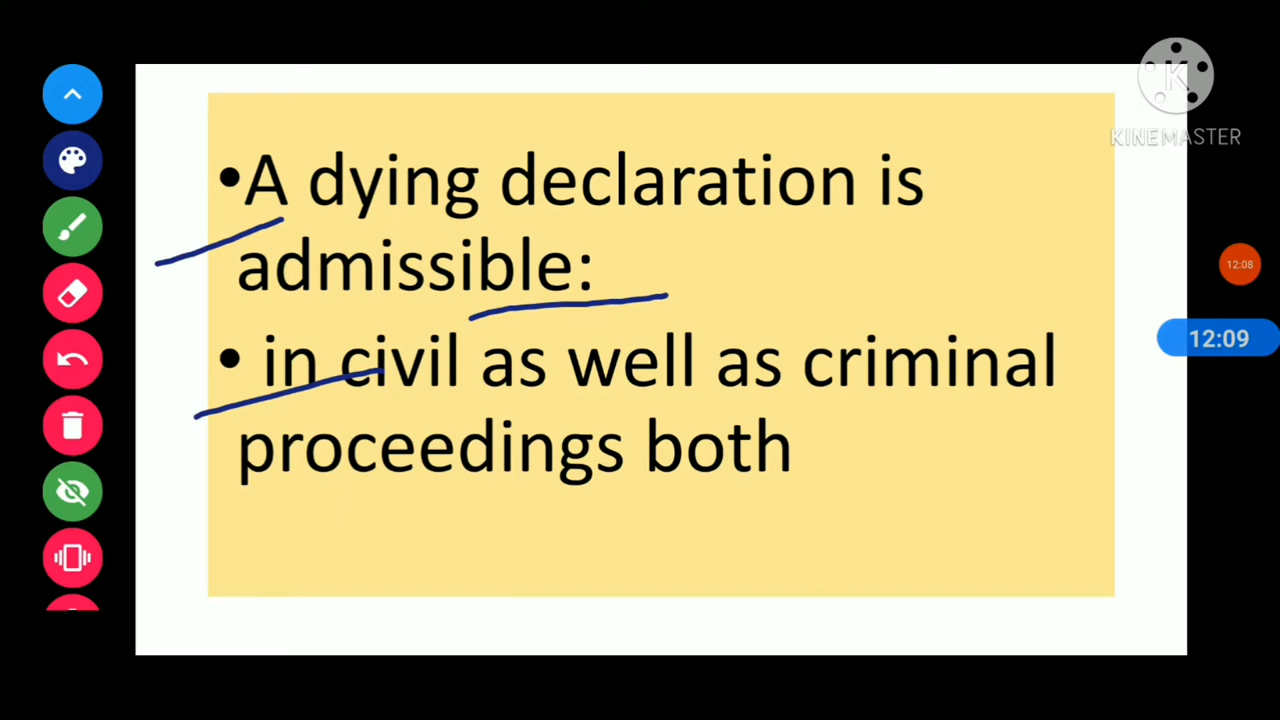 •A dying declaration is
admissible:
• in civil as well as criminal
proceedings both
K
KINEMASTER
12:08
12:09